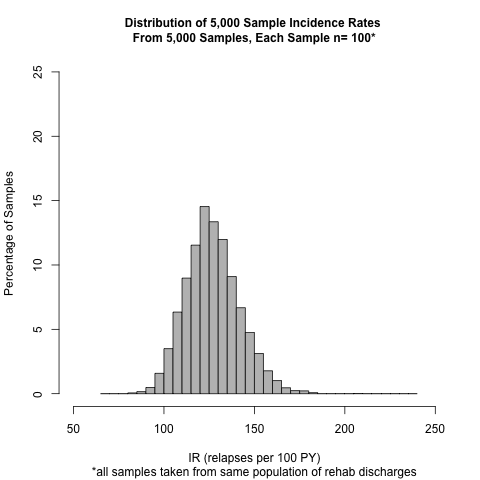 Distribution of 5,000 Sample Incidence Rates
From 5,000 Samples, Each Sample n= 100*
25
20
15
10
5
0
Percentage of Samples
50 100 150 200 250
IR (relapses per 100 PY)
*all samples taken from same population of rehab discharges